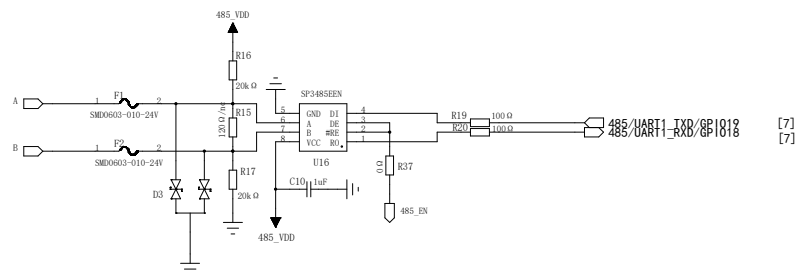 485_VDD
R16
20kΩ
A
1
F1
2
SMD0603-010-24V
R15
120Ω/nc
SP3485EEN
5
GND
DI
4
6
A
DE
3
7
B
#RE
2
8
VCC
RO
1
U16
R19
100Ω
485/UART1_TXD/GPIO19
[7]
R20
100Ω
485/UART1_RXD/GPIO18
[7]
B
1
F2
2
SMD0603-010-24V
R17
20kΩ
D3
C10
1uF
0Ω
R37
485_EN
485_VDD